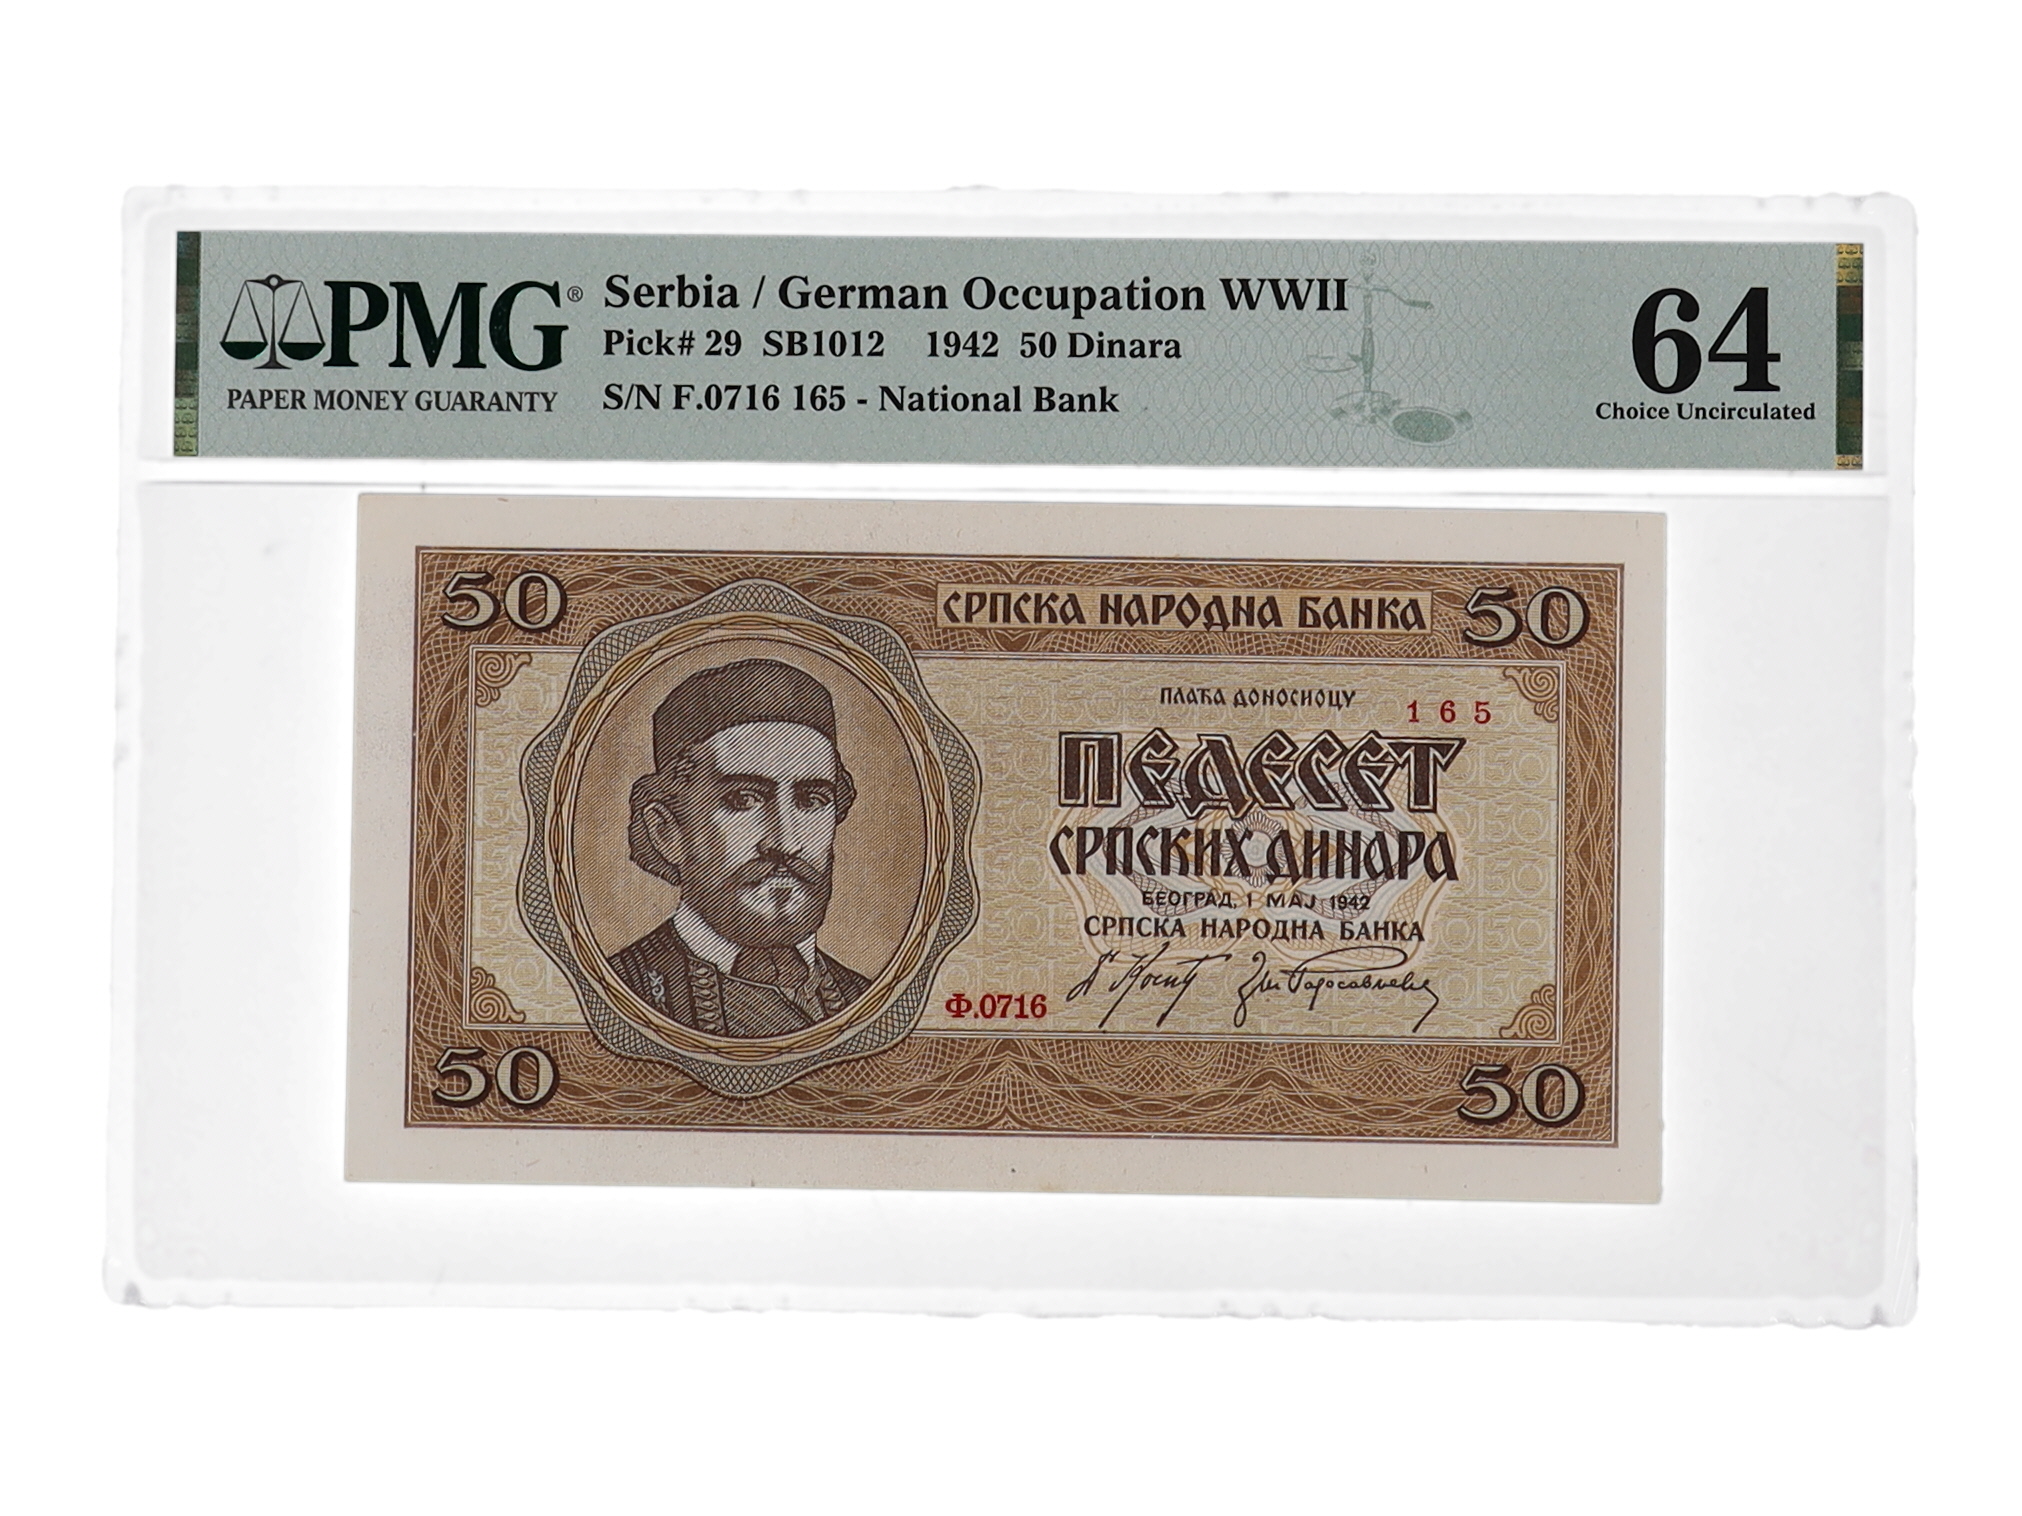 PMG®
PAPER MONEY GUARANTY
Serbia / German Occupation WWII
Pick# 29 SB1012 1942 50 Dinara
S/N F.0716 165 - National Bank
64
Choice Uncirculated
50
СРПСКА НАРОДНА БАНКА
50
ПЛАЋА ДОНОСИОЦУ
165
ПЕДЕСЕТ
СРПСКИХ ДИНАРА
БЕОГРАД, 1 МАЈ 1942
СРПСКА НАРОДНА БАНКА
Ф.0716
50
50